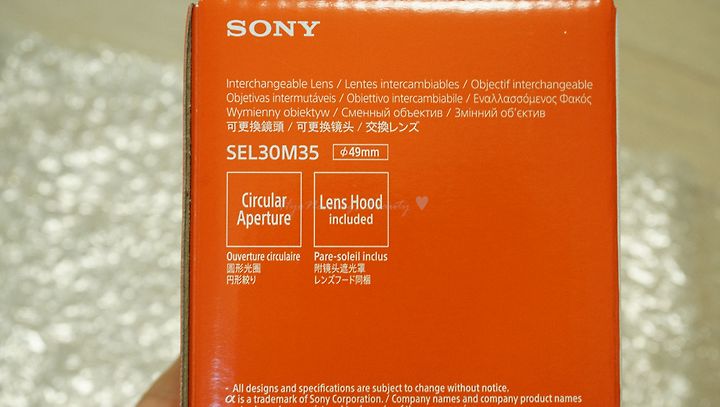 SONY
Interchangeable Lens / Lentes intercambiables / Objectif interchangeable
Objetivas intermutáveis / Obiettivo intercambiabile / Εναλλασσόμενος Φακός
Wymienny obiektyw / Сменный объектив / Змінний об'єктив
可更換鏡頭 / 可更换镜头 / 交換レンズ
SEL30M35 ϕ49mm
Circular Aperture
Lens Hood included
Ouverture circulaire
圆形光圈
円形絞り
Pare-soleil inclus
附镜头遮光罩
レンズフード同梱
- All designs and specifications are subject to change without notice.
α is a trademark of Sony Corporation. / Company names and company product names